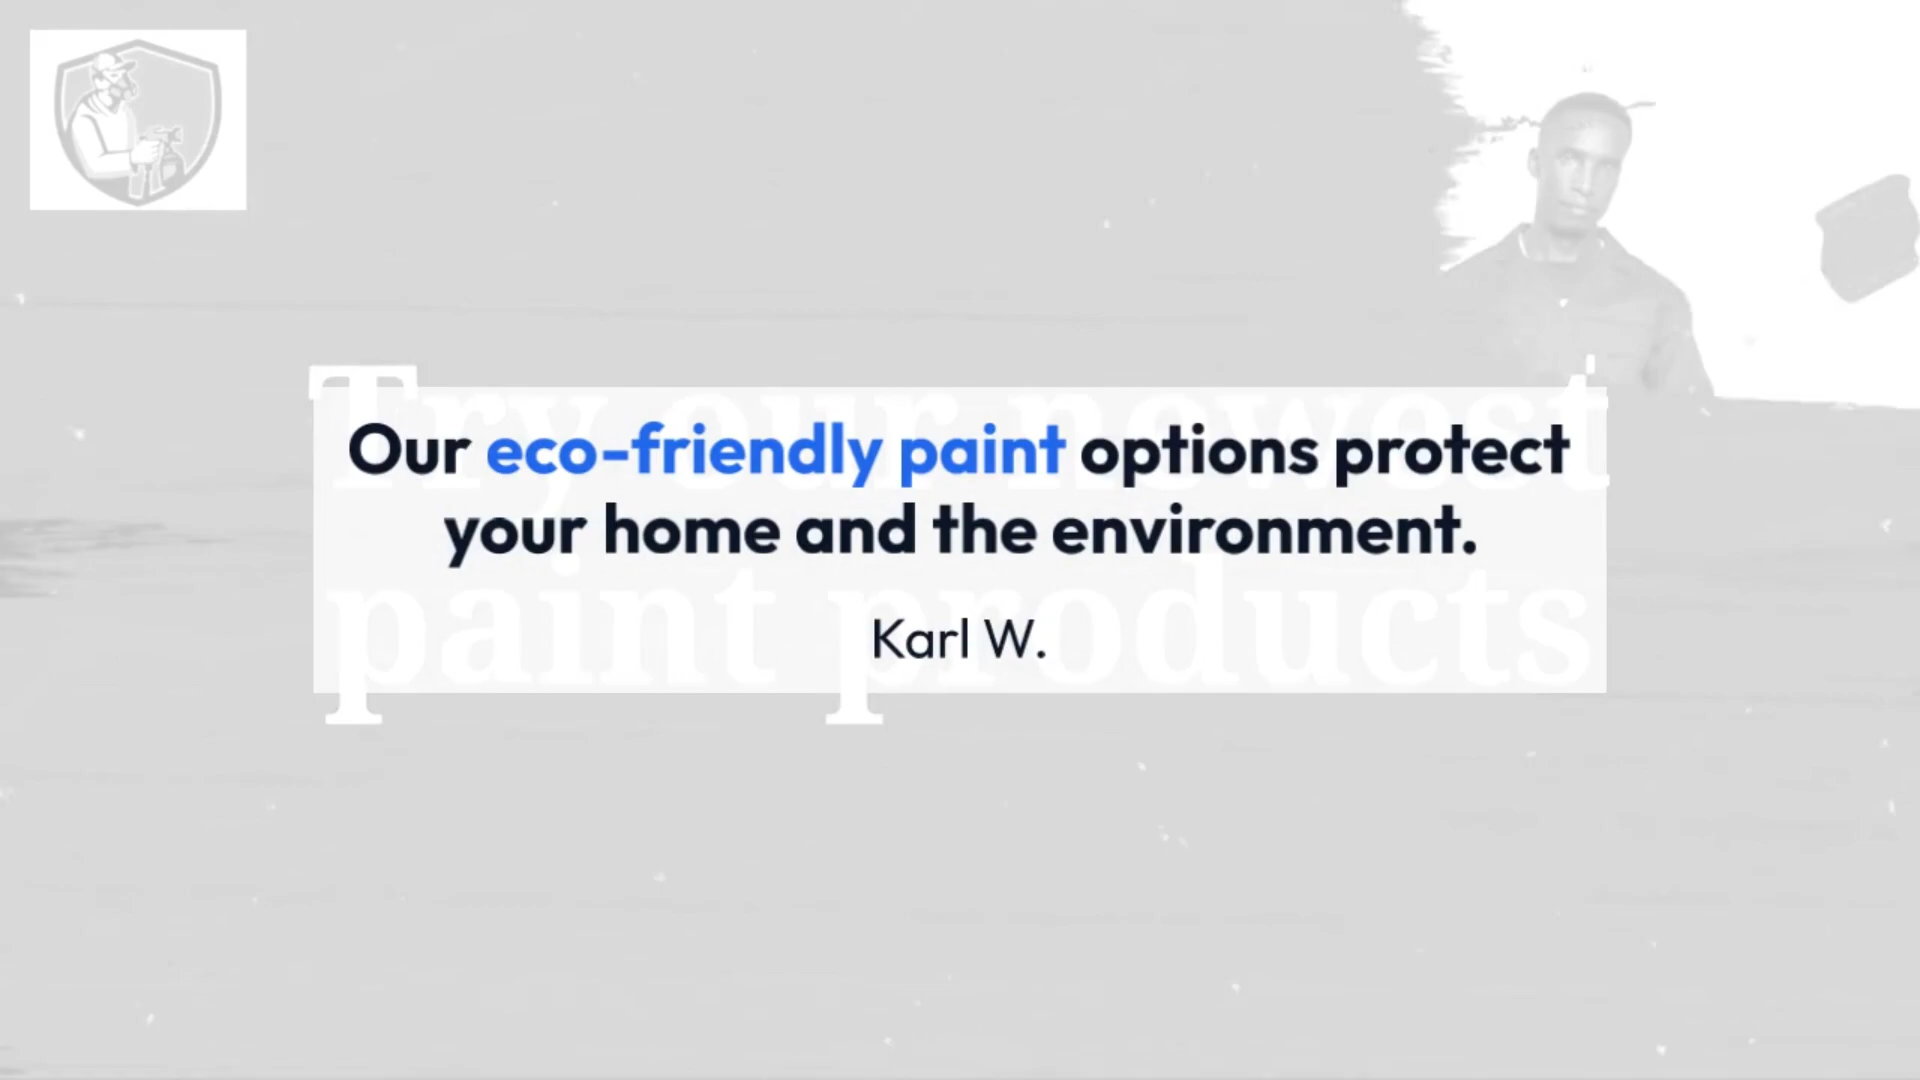 Try our newest
Our eco-friendly paint options protect
your home and the environment.
paint products
Karl W.